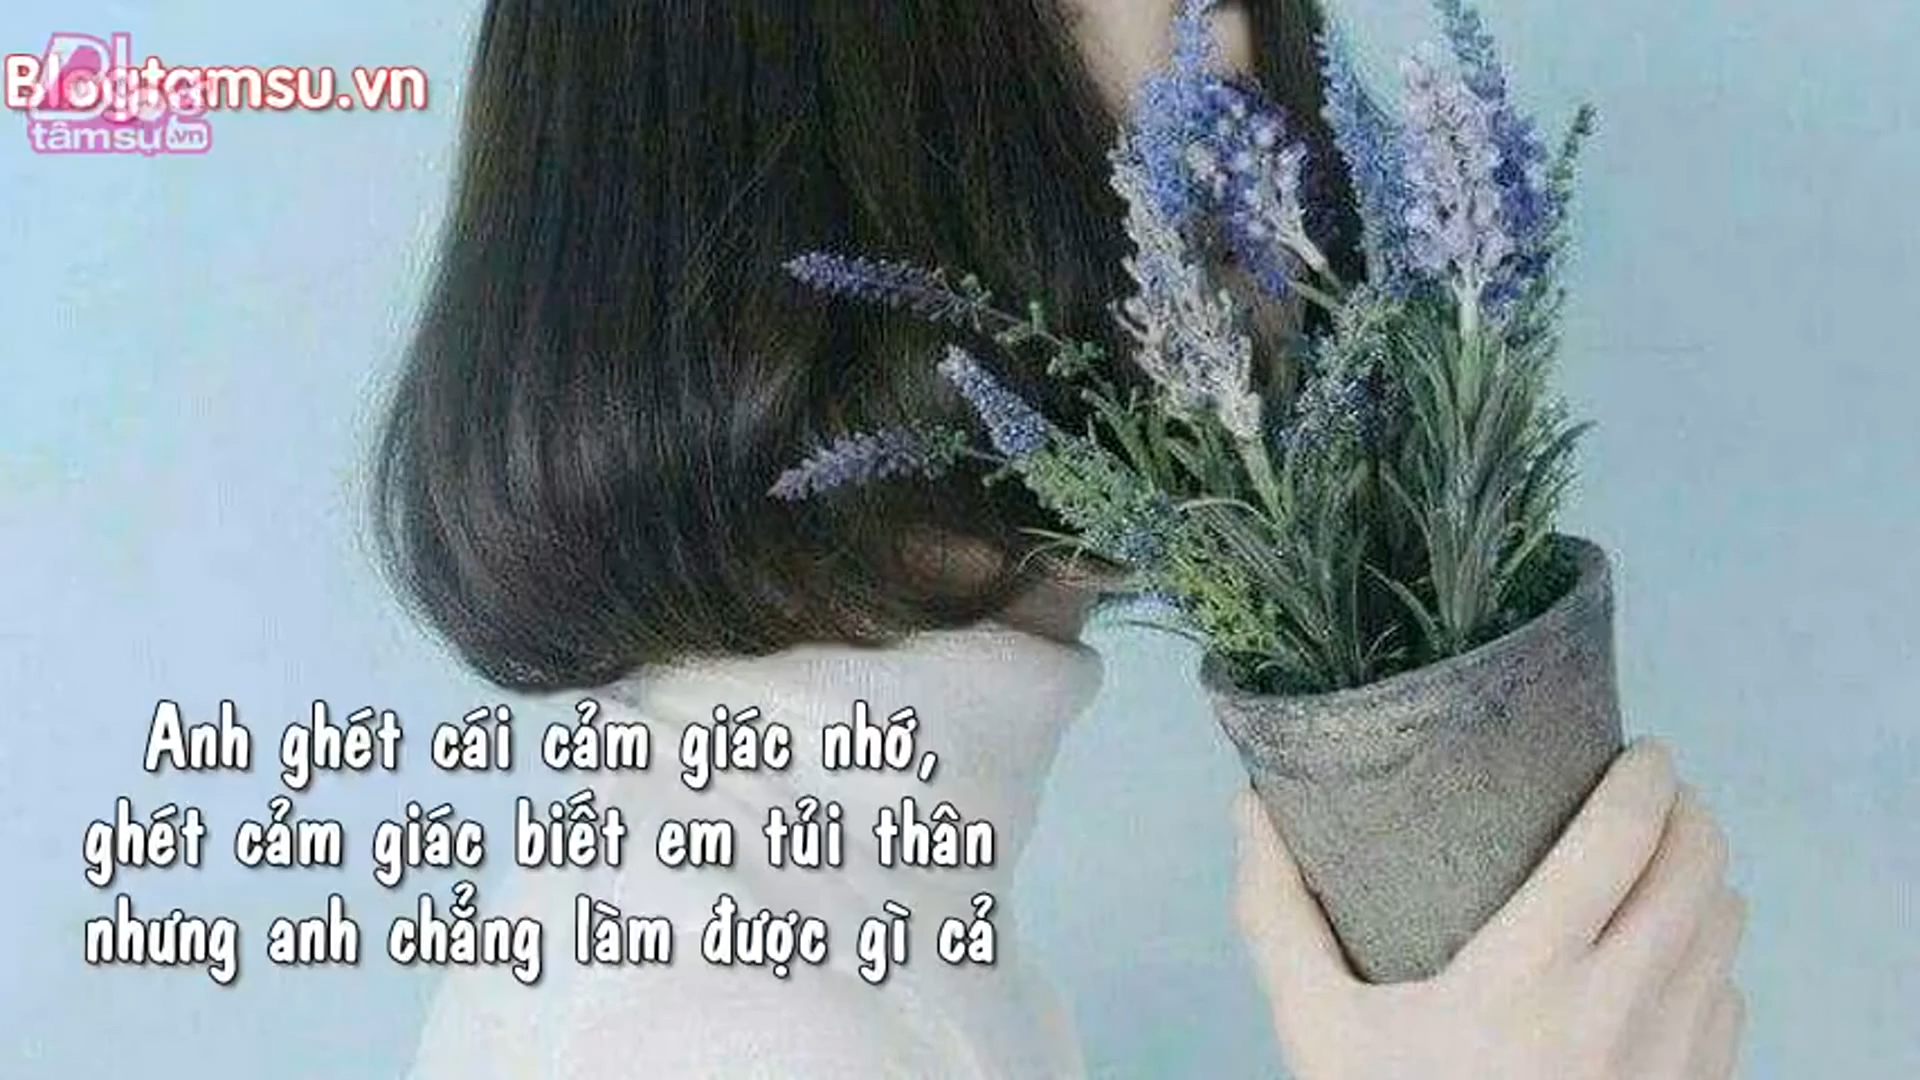 Blogtamsu.vn
Blog
tâmsự.vn
Anh ghét cái cảm giác nhớ,
ghét cảm giác biết em tủi thân
nhưng anh chẳng làm được gì cả